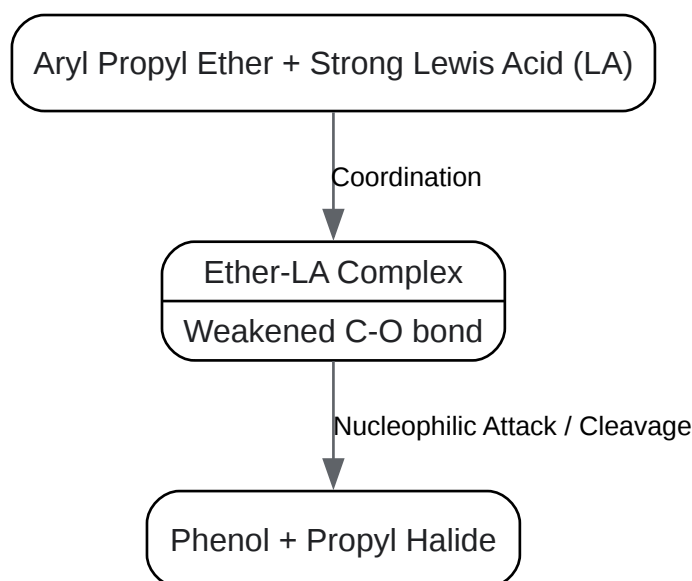 Aryl Propyl Ether + Strong Lewis Acid (LA)
Coordination
Ether-LA Complex
Weakened C-O bond
Nucleophilic Attack / Cleavage
Phenol + Propyl Halide